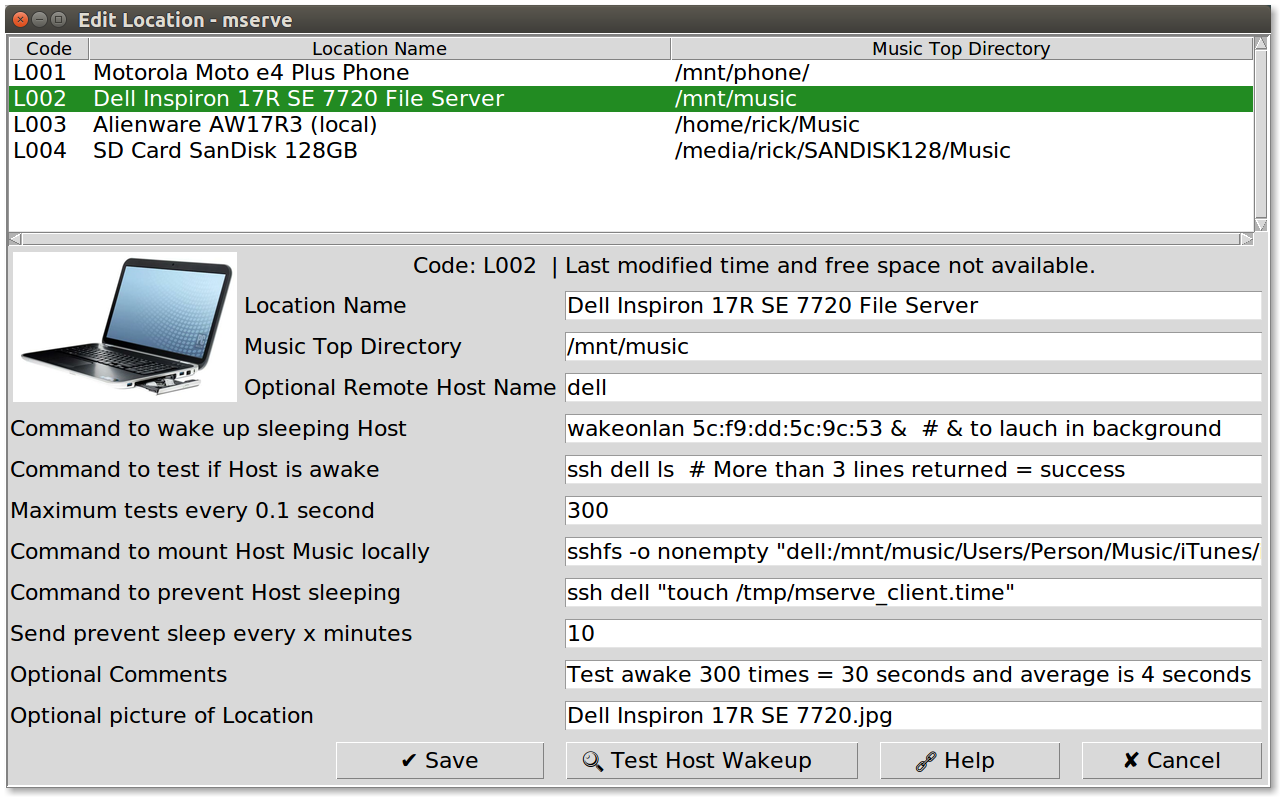 Edit Location - mserve
Code Location Name Music Top Directory
L001 Motorola Moto e4 Plus Phone /mnt/phone/
L002 Dell Inspiron 17R SE 7720 File Server /mnt/music
L003 Alienware AW17R3 (local) /home/rick/Music
L004 SD Card SanDisk 128GB /media/rick/SANDISK128/Music
Code: L002 | Last modified time and free space not available.
Location Name Dell Inspiron 17R SE 7720 File Server
Music Top Directory /mnt/music
Optional Remote Host Name dell
Command to wake up sleeping Host wakeonlan 5c:f9:dd:5c:9c:53 & # & to lauch in background
Command to test if Host is awake ssh dell ls # More than 3 lines returned = success
Maximum tests every 0.1 second 300
Command to mount Host Music locally sshfs -o nonempty "dell:/mnt/music/Users/Person/Music/iTunes/
Command to prevent Host sleeping ssh dell "touch /tmp/mserve_client.time"
Send prevent sleep every x minutes 10
Optional Comments Test awake 300 times = 30 seconds and average is 4 seconds
Optional picture of Location Dell Inspiron 17R SE 7720.jpg
✔ Save Test Host Wakeup Help ✘ Cancel